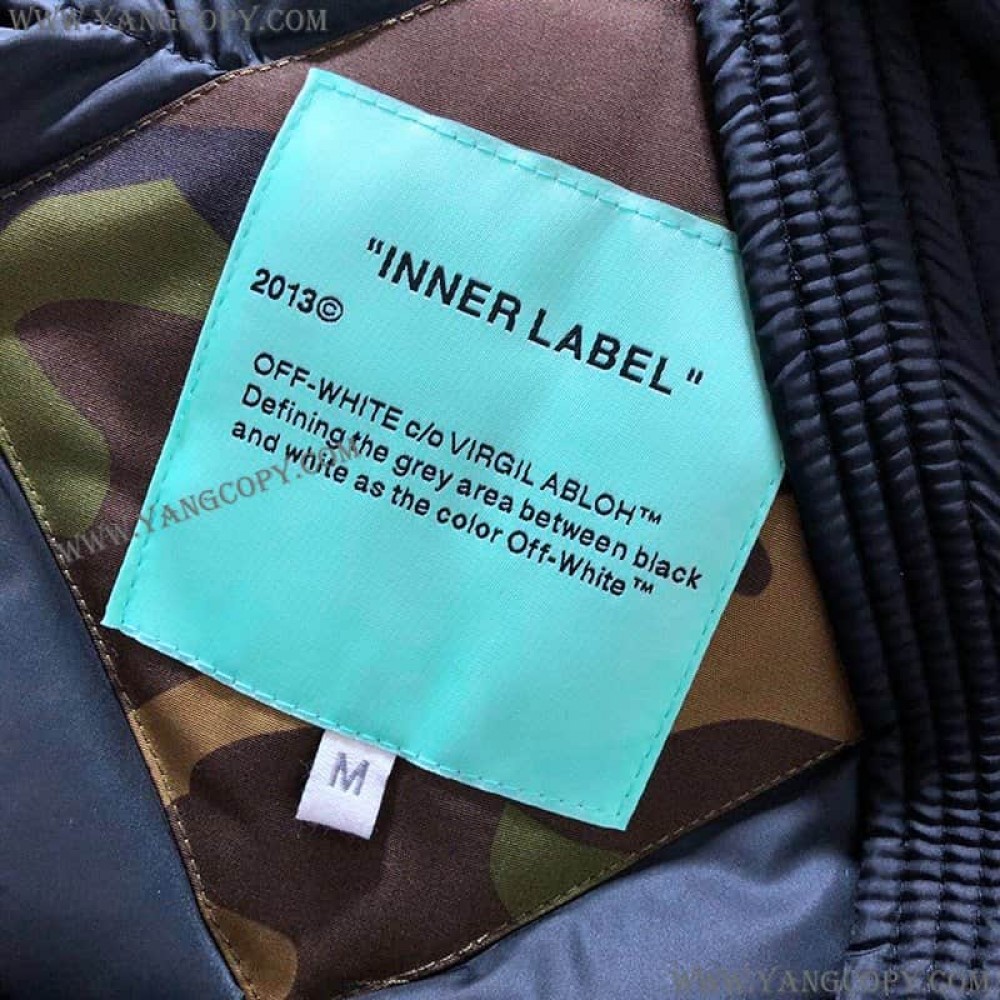 WWW.YANGCOPY.COM
"INNER LABEL"
2013©
OFF-WHITE c/o VIRGIL ABLOH™
Defining the grey area between black
and white as the color Off-White™
WWW.YANGCOPY.COM
M
WWW.YANGCOPY.COM